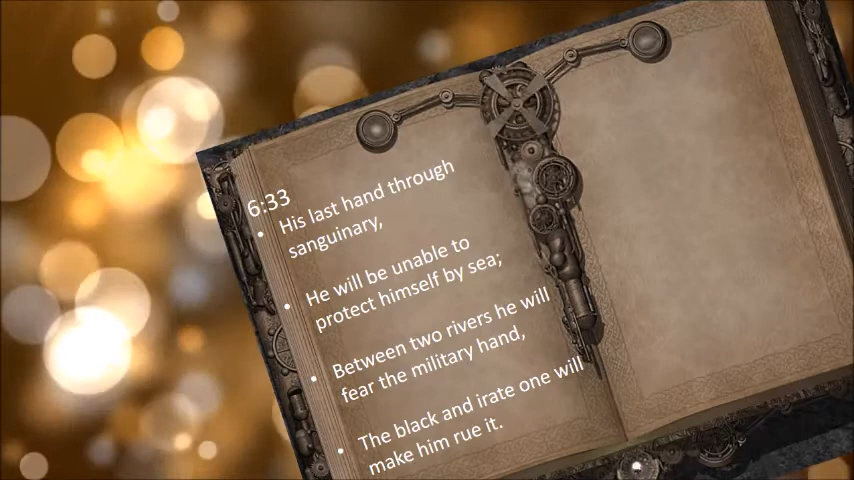 6:33
• His last hand through
sanguinary,
• He will be unable to
protect himself by sea;
• Between two rivers he will
fear the military hand,
• The black and irate one will
make him rue it.